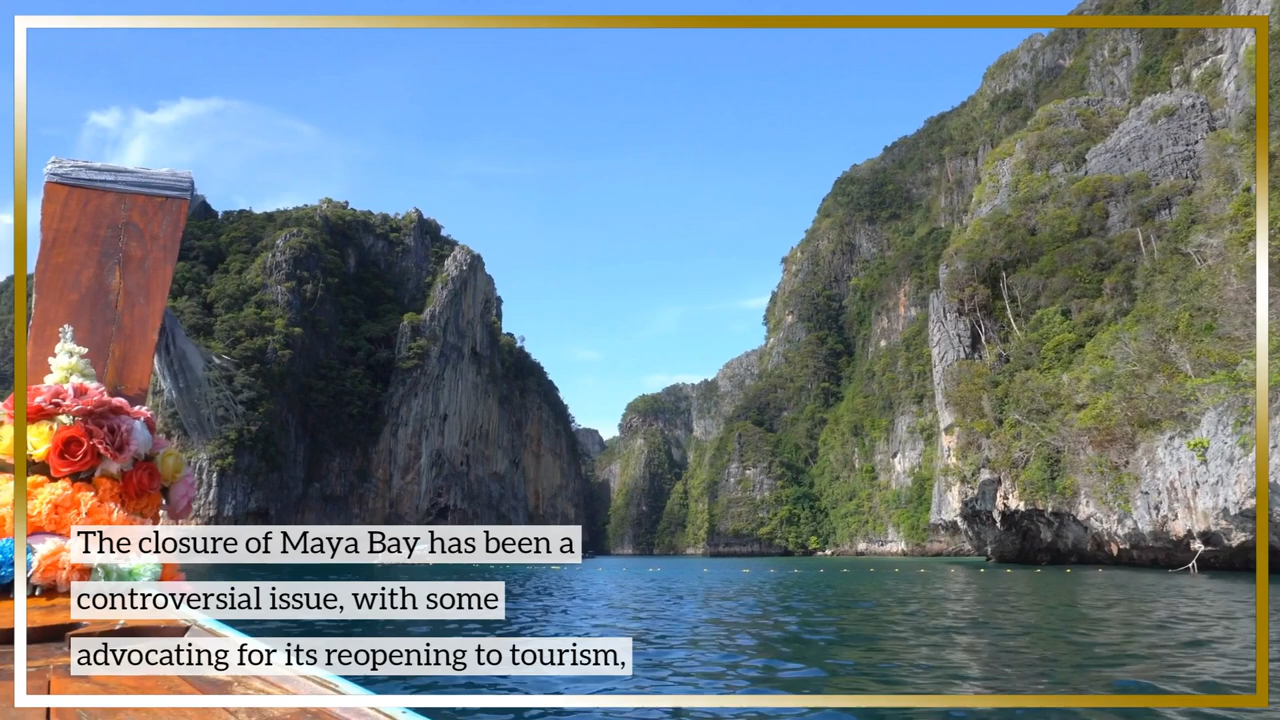 The closure of Maya Bay has been a
controversial issue, with some
advocating for its reopening to tourism,